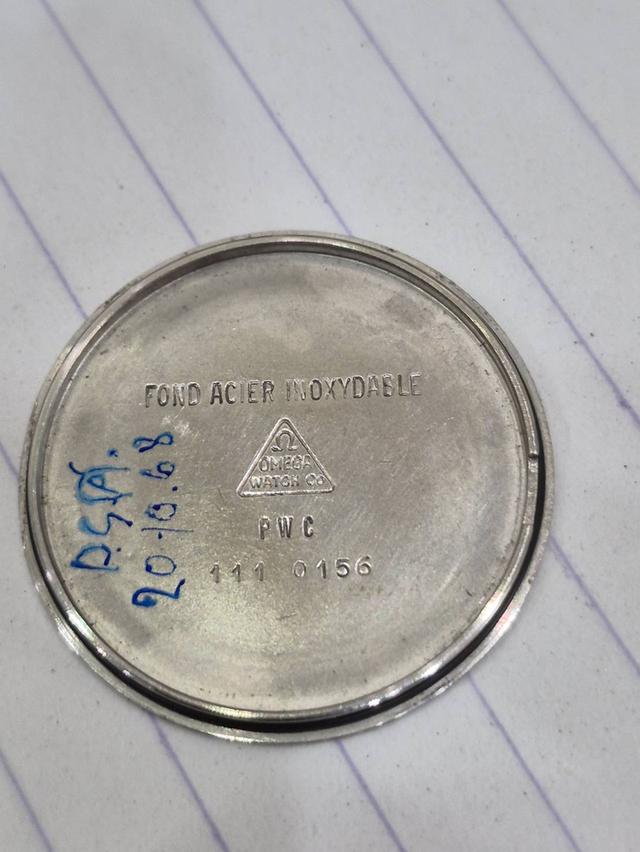 FOND ACIER INOXYDABLE
Ω
OMEGA
WATCH Co
PWC
111 0156
20.10.68